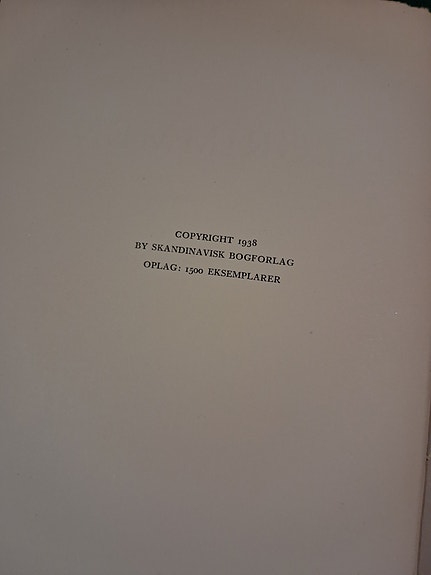 COPYRIGHT 1938
BY SKANDINAVISK BOGFORLAG
OPLAG: 1500 EKSEMPLARER